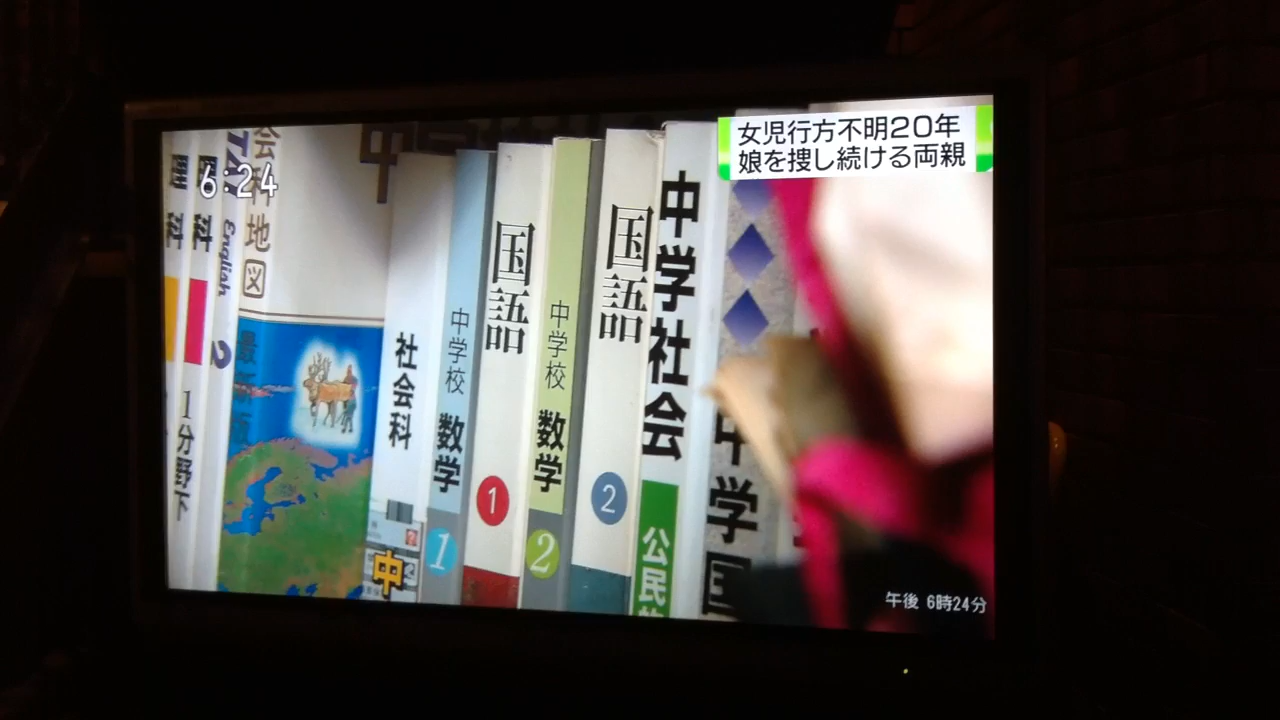 女児行方不明20年
娘を捜し続ける両親
6:24
理科
理科
1分野下
English 2
会科地図
最新版
社会科
中
中学校 数学 1
国語 1
中学校 数学 2
国語 2
中学社会
公民
中学国
午後 6時24分